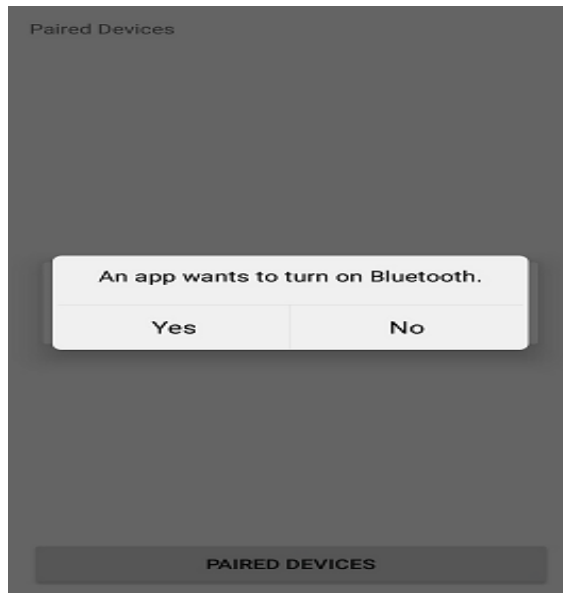 Paired Devices
An app wants to turn on Bluetooth.
Yes No
PAIRED DEVICES